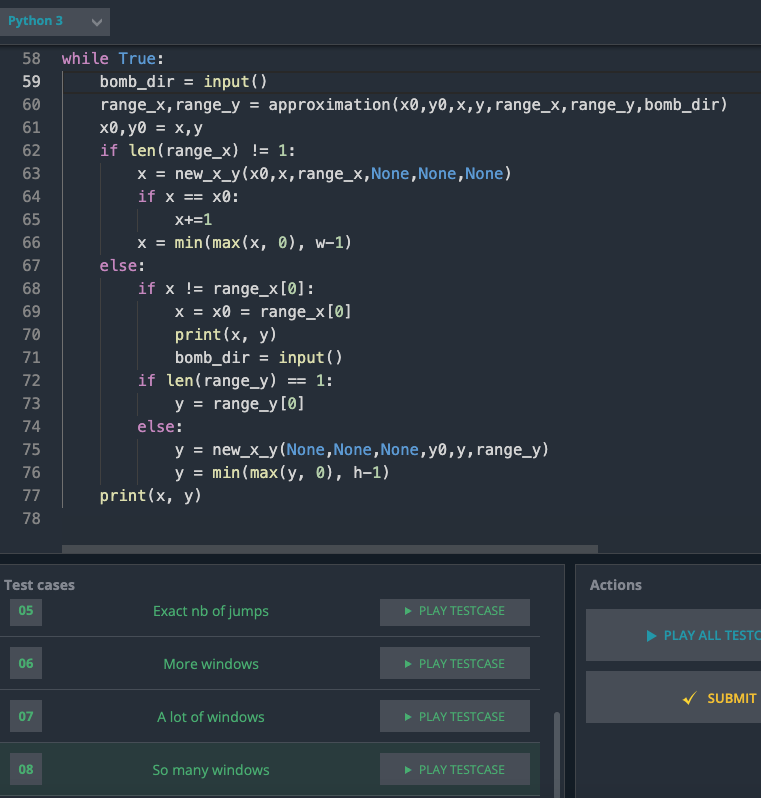 Python 3
58 while True:
59     bomb_dir = input()
60     range_x,range_y = approximation(x0,y0,x,y,range_x,range_y,bomb_dir)
61     x0,y0 = x,y
62     if len(range_x) != 1:
63         x = new_x_y(x0,x,range_x,None,None,None)
64         if x == x0:
65             x+=1
66         x = min(max(x, 0), w-1)
67     else:
68         if x != range_x[0]:
69             x = x0 = range_x[0]
70             print(x, y)
71             bomb_dir = input()
72         if len(range_y) == 1:
73             y = range_y[0]
74         else:
75             y = new_x_y(None,None,None,y0,y,range_y)
76             y = min(max(y, 0), h-1)
77     print(x, y)
78
Test cases
05 Exact nb of jumps PLAY TESTCASE
06 More windows PLAY TESTCASE
07 A lot of windows PLAY TESTCASE
08 So many windows PLAY TESTCASE
Actions
PLAY ALL TESTC
SUBMIT